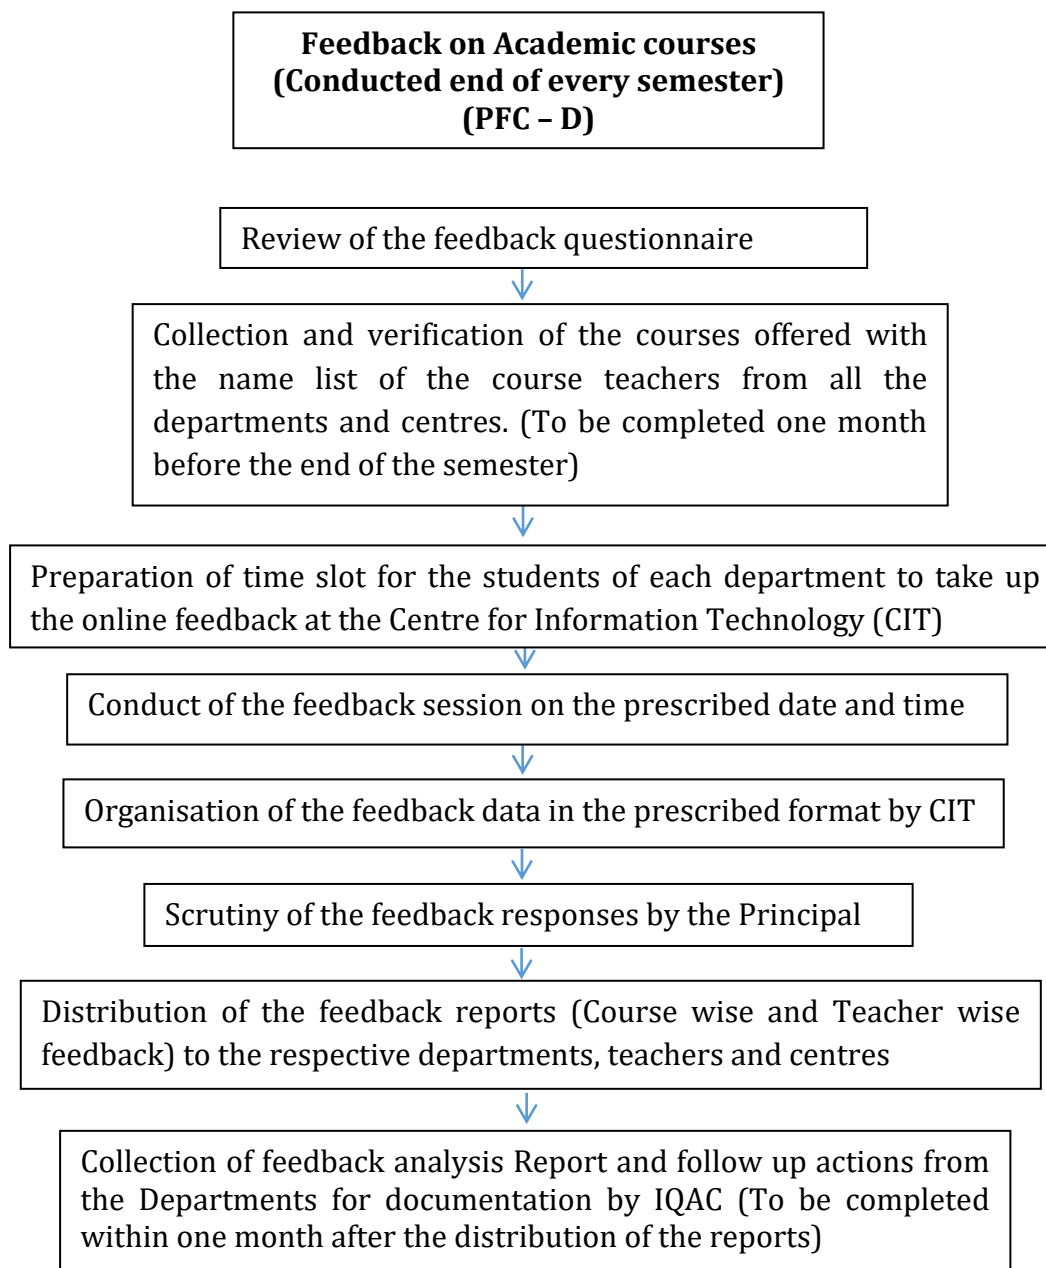 Feedback on Academic courses
(Conducted end of every semester)
(PFC – D)
Review of the feedback questionnaire
Collection and verification of the courses offered with
the name list of the course teachers from all the
departments and centres. (To be completed one month
before the end of the semester)
Preparation of time slot for the students of each department to take up
the online feedback at the Centre for Information Technology (CIT)
Conduct of the feedback session on the prescribed date and time
Organisation of the feedback data in the prescribed format by CIT
Scrutiny of the feedback responses by the Principal
Distribution of the feedback reports (Course wise and Teacher wise
feedback) to the respective departments, teachers and centres
Collection of feedback analysis Report and follow up actions from
the Departments for documentation by IQAC (To be completed
within one month after the distribution of the reports)